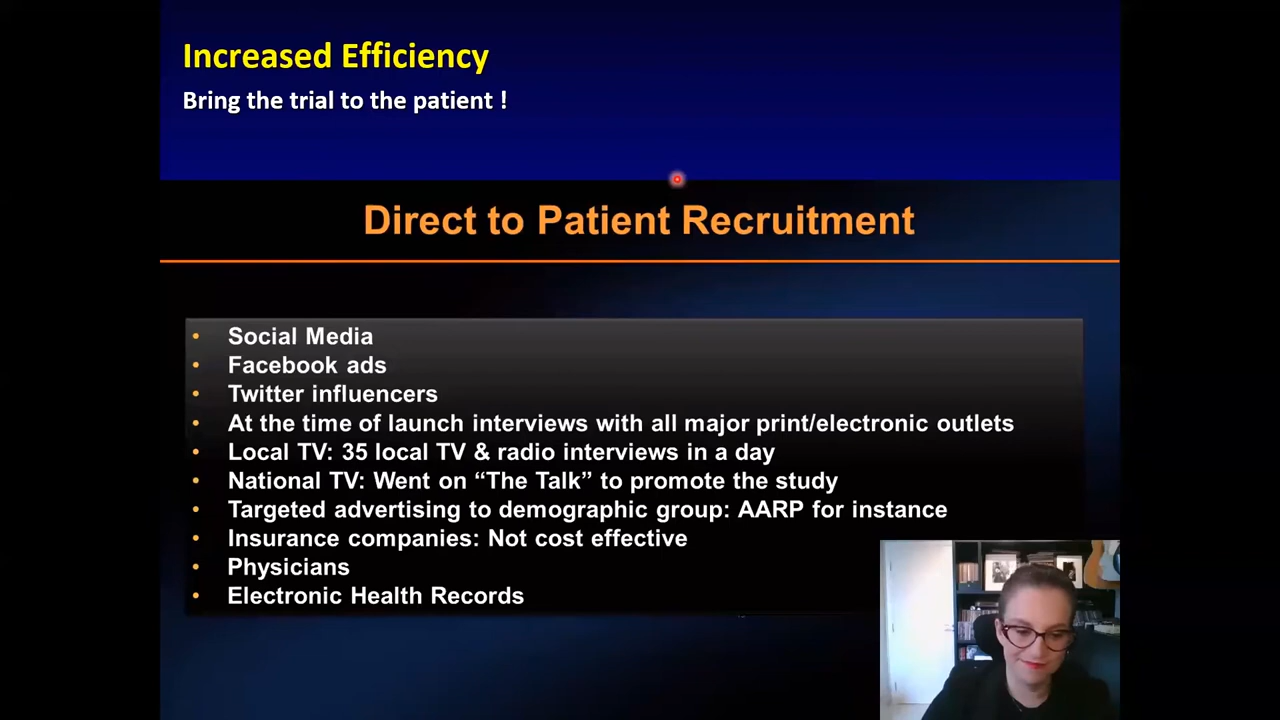 Increased Efficiency
Bring the trial to the patient !
Direct to Patient Recruitment
• Social Media
• Facebook ads
• Twitter influencers
• At the time of launch interviews with all major print/electronic outlets
• Local TV: 35 local TV & radio interviews in a day
• National TV: Went on “The Talk” to promote the study
• Targeted advertising to demographic group: AARP for instance
• Insurance companies: Not cost effective
• Physicians
• Electronic Health Records